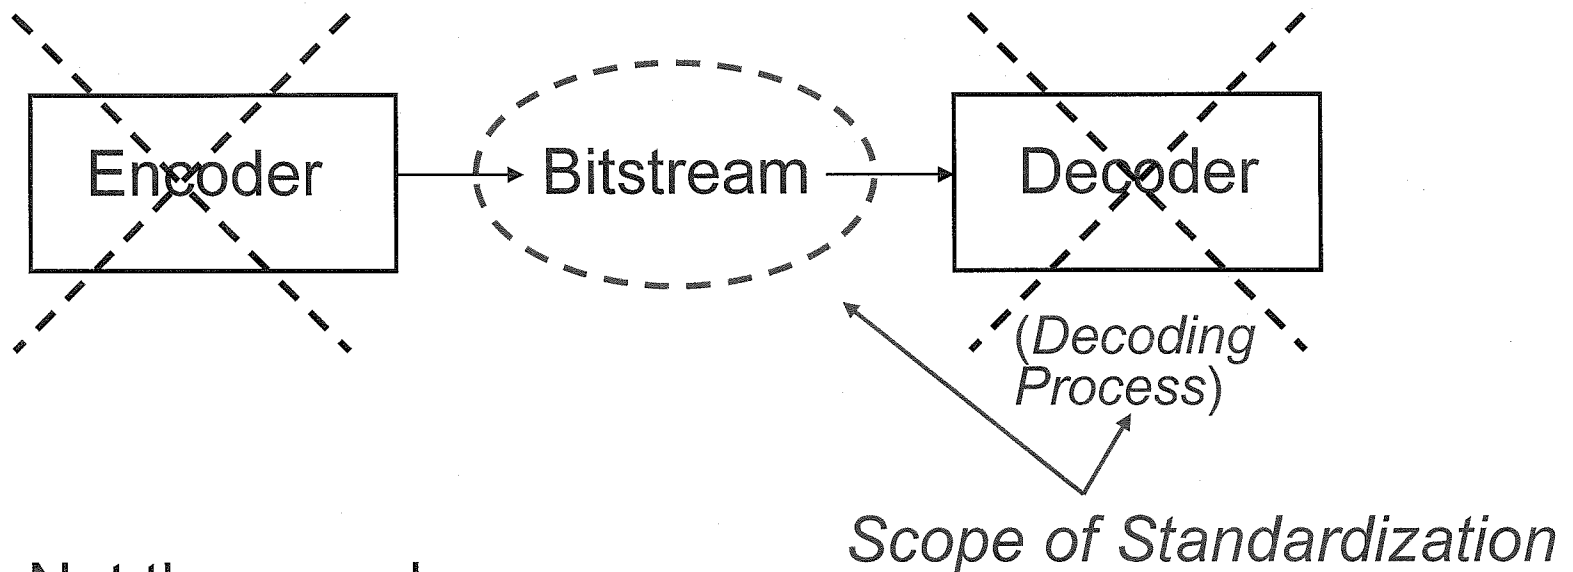 Encoder
Bitstream
Decoder
(Decoding
Process)
Scope of Standardization